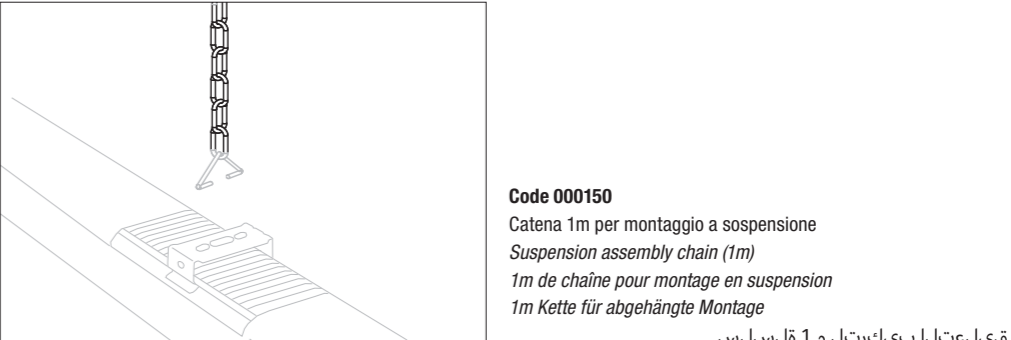 Code 000150
Catena 1m per montaggio a sospensione
Suspension assembly chain (1m)
1m de chaîne pour montage en suspension
1m Kette für abgehängte Montage